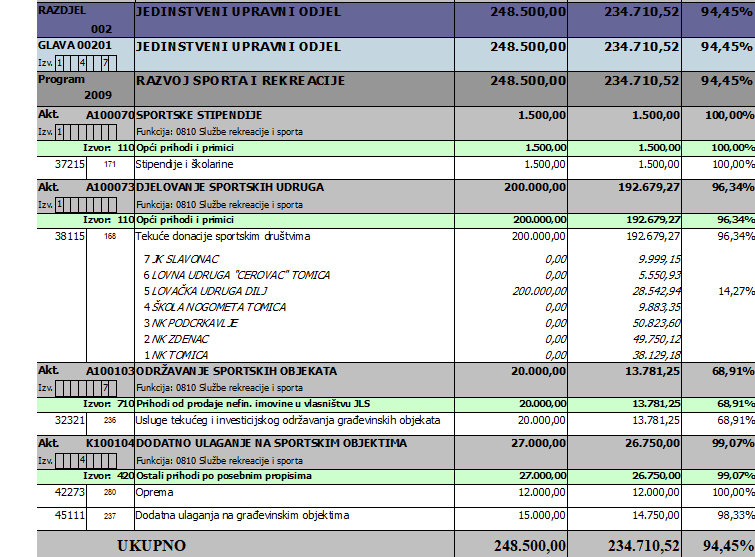 RAZDJEL JEDINSTVENI UPRAVNI ODJEL 248.500,00 234.710,52 94,45%
002
GLAVA 00201 JEDINSTVENI UPRAVNI ODJEL 248.500,00 234.710,52 94,45%
Izv. 1 4 7
Program RAZVOJ SPORTA I REKREACIJE 248.500,00 234.710,52 94,45%
2009
Akt. A100070 SPORTSKE STIPENDIJE 1.500,00 1.500,00 100,00%
Izv. 1 Funkcija: 0810 Službe rekreacije i sporta
Izvor: 110 Opći prihodi i primici 1.500,00 1.500,00 100,00%
37215 171 Stipendije i školarine 1.500,00 1.500,00 100,00%
Akt. A100073 DJELOVANJE SPORTSKIH UDRUGA 200.000,00 192.679,27 96,34%
Izv. 1 Funkcija: 0810 Službe rekreacije i sporta
Izvor: 110 Opći prihodi i primici 200.000,00 192.679,27 96,34%
38115 168 Tekuće donacije sportskim društvima 200.000,00 192.679,27 96,34%
7 JK SLAVONAC 0,00 9.999,15
6 LOVNA UDRUGA "CEROVAC" TOMICA 0,00 5.550,93
5 LOVAČKA UDRUGA DILJ 200.000,00 28.542,94 14,27%
4 ŠKOLA NOGOMETA TOMICA 0,00 9.883,35
3 NK PODCRKAVLJE 0,00 50.823,60
2 NK ZDENAC 0,00 49.750,12
1 NK TOMICA 0,00 38.129,18
Akt. A100103 ODRŽAVANJE SPORTSKIH OBJEKATA 20.000,00 13.781,25 68,91%
Izv. 7 Funkcija: 0810 Službe rekreacije i sporta
Izvor: 710 Prihodi od prodaje nefin. imovine u vlasništvu JLS 20.000,00 13.781,25 68,91%
32321 236 Usluge tekućeg i investicijskog održavanja građevinskih objekata 20.000,00 13.781,25 68,91%
Akt. K100104 DODATNO ULAGANJE NA SPORTSKIM OBJEKTIMA 27.000,00 26.750,00 99,07%
Izv. 4 Funkcija: 0810 Službe rekreacije i sporta
Izvor: 420 Ostali prihodi po posebnim propisima 27.000,00 26.750,00 99,07%
42273 280 Oprema 12.000,00 12.000,00 100,00%
45111 237 Dodatna ulaganja na građevinskim objektima 15.000,00 14.750,00 98,33%
UKUPNO 248.500,00 234.710,52 94,45%